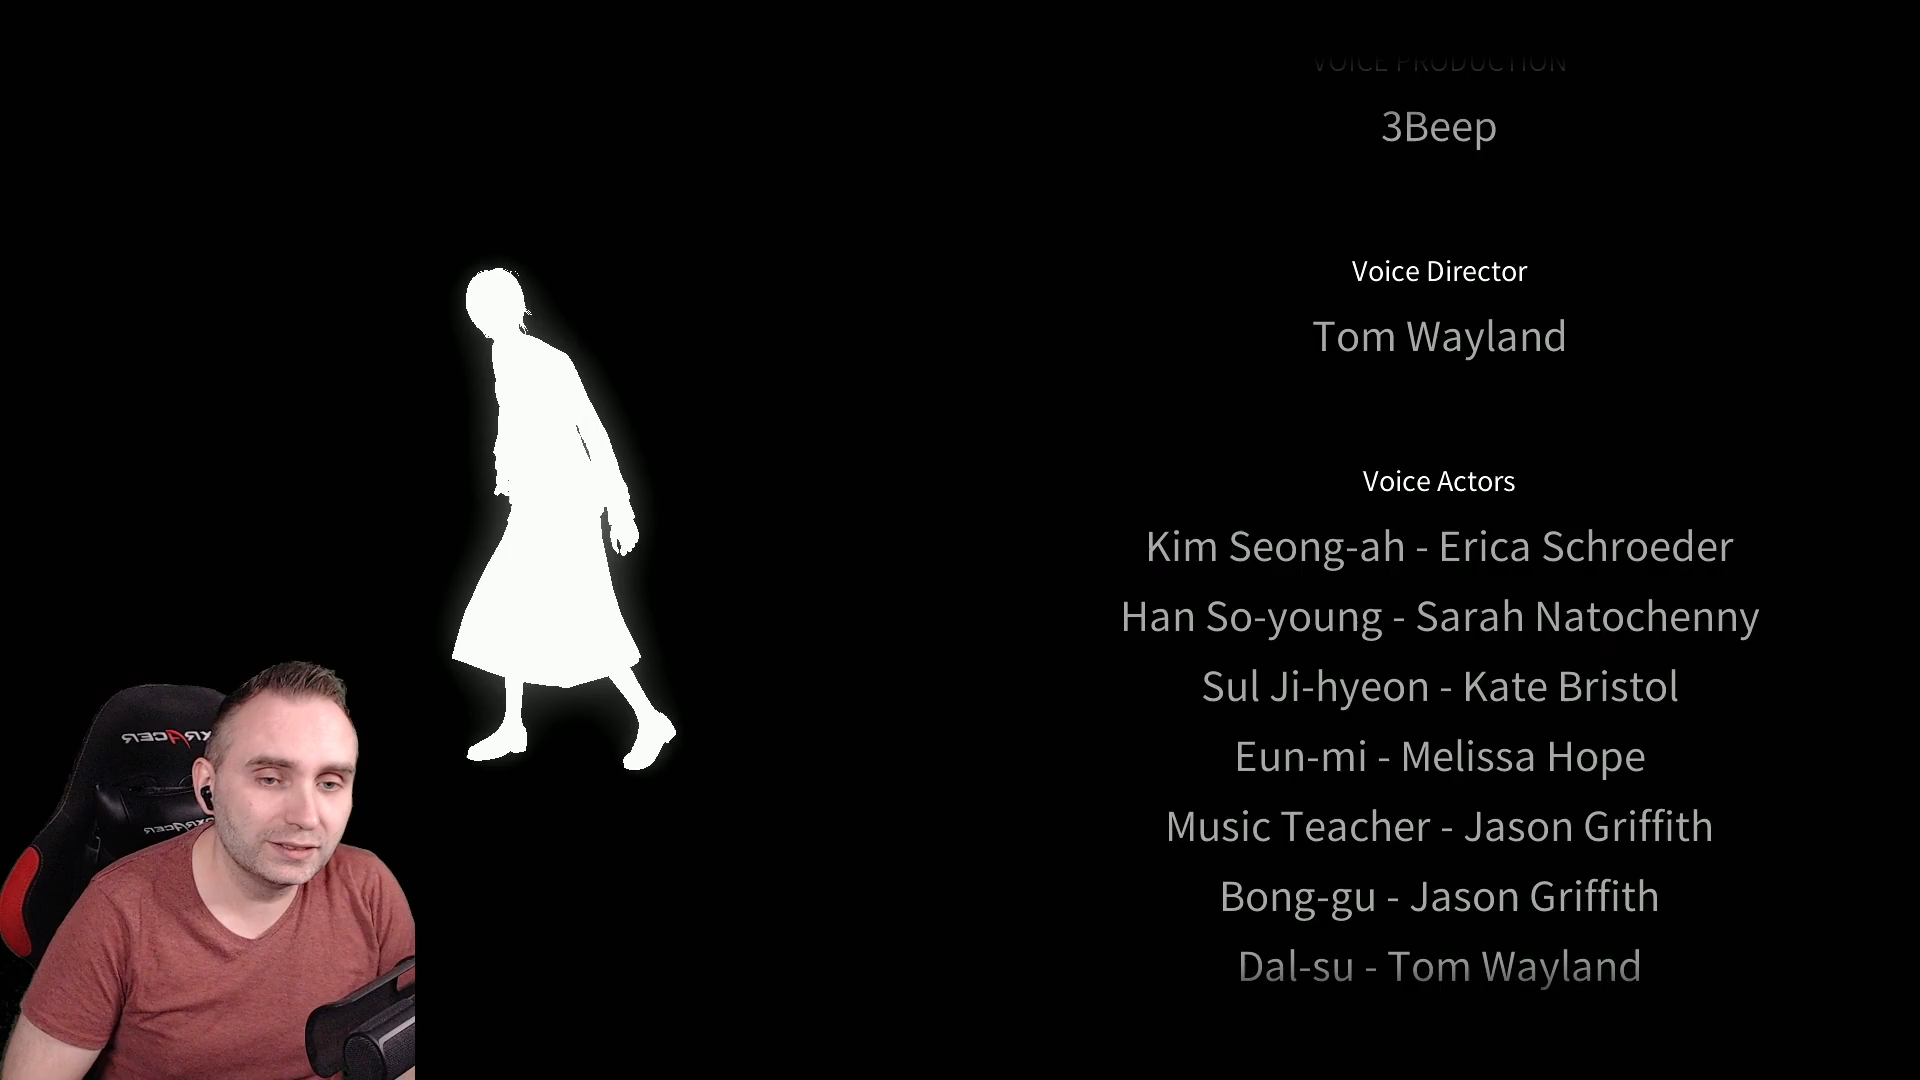 VOICE PRODUCTION
3Beep
Voice Director
Tom Wayland
Voice Actors
Kim Seong-ah - Erica Schroeder
Han So-young - Sarah Natochenny
Sul Ji-hyeon - Kate Bristol
Eun-mi - Melissa Hope
Music Teacher - Jason Griffith
Bong-gu - Jason Griffith
Dal-su - Tom Wayland